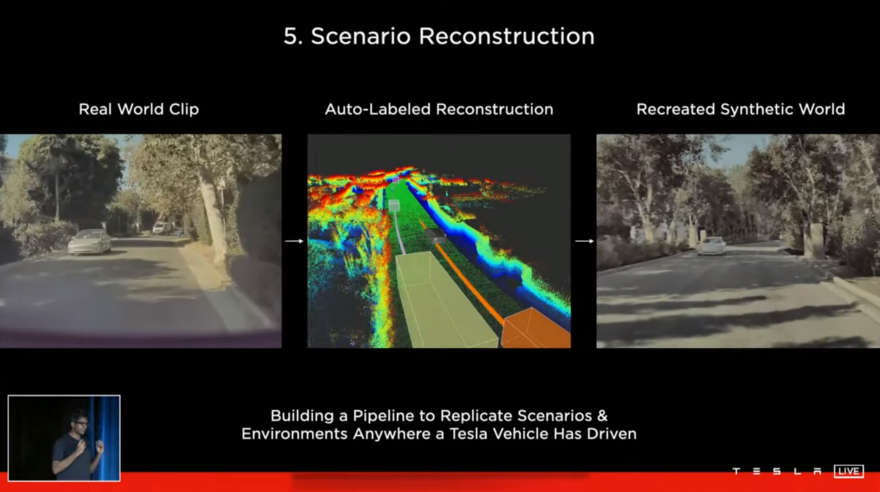 5. Scenario Reconstruction
Real World Clip
Auto-Labeled Reconstruction
Recreated Synthetic World
Building a Pipeline to Replicate Scenarios &
Environments Anywhere a Tesla Vehicle Has Driven
TESLA LIVE